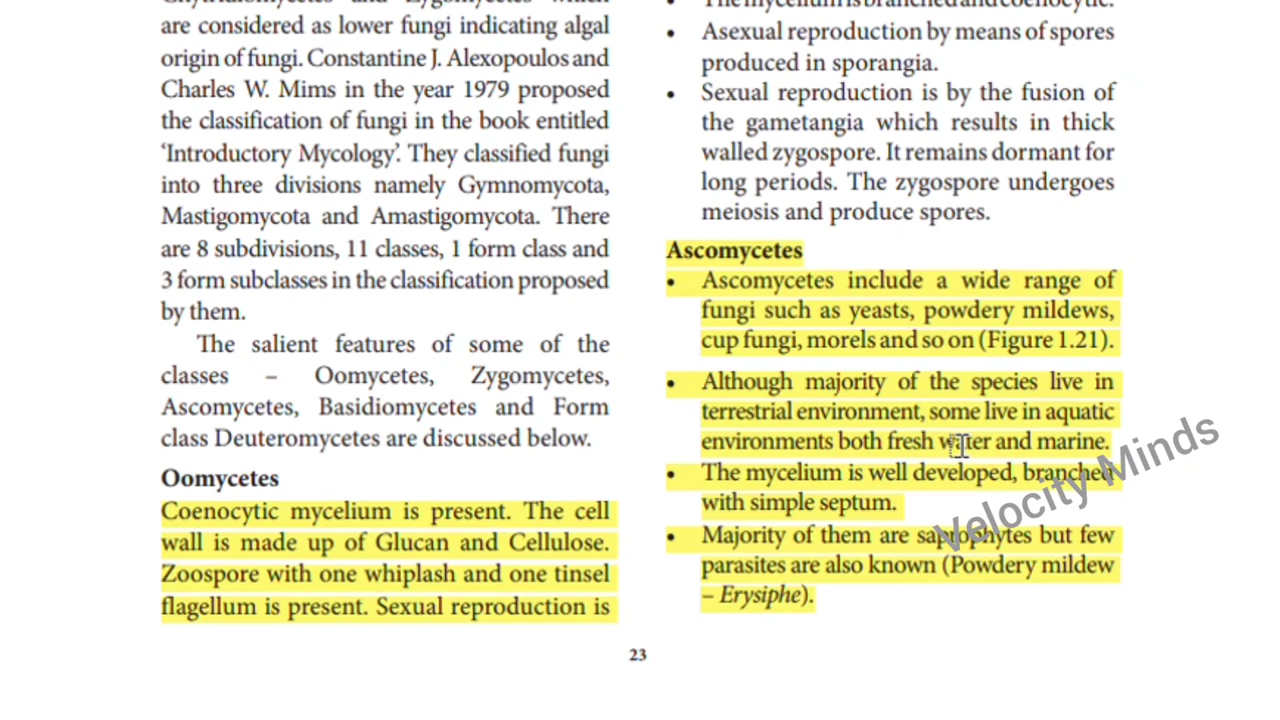 are considered as lower fungi indicating algal
origin of fungi. Constantine J. Alexopoulos and
Charles W. Mims in the year 1979 proposed
the classification of fungi in the book entitled
‘Introductory Mycology’. They classified fungi
into three divisions namely Gymnomycota,
Mastigomycota and Amastigomycota. There
are 8 subdivisions, 11 classes, 1 form class and
3 form subclasses in the classification proposed
by them.
The salient features of some of the
classes – Oomycetes, Zygomycetes,
Ascomycetes, Basidiomycetes and Form
class Deuteromycetes are discussed below.
Oomycetes
Coenocytic mycelium is present. The cell
wall is made up of Glucan and Cellulose.
Zoospore with one whiplash and one tinsel
flagellum is present. Sexual reproduction is
• The mycelium is branched and coenocytic.
• Asexual reproduction by means of spores
produced in sporangia.
• Sexual reproduction is by the fusion of
the gametangia which results in thick
walled zygospore. It remains dormant for
long periods. The zygospore undergoes
meiosis and produce spores.
Ascomycetes
• Ascomycetes include a wide range of
fungi such as yeasts, powdery mildews,
cup fungi, morels and so on (Figure 1.21).
• Although majority of the species live in
terrestrial environment, some live in aquatic
environments both fresh water and marine.
• The mycelium is well developed, branched
with simple septum.
• Majority of them are saprophytes but few
parasites are also known (Powdery mildew
– Erysiphe).
Velocity Minds
23